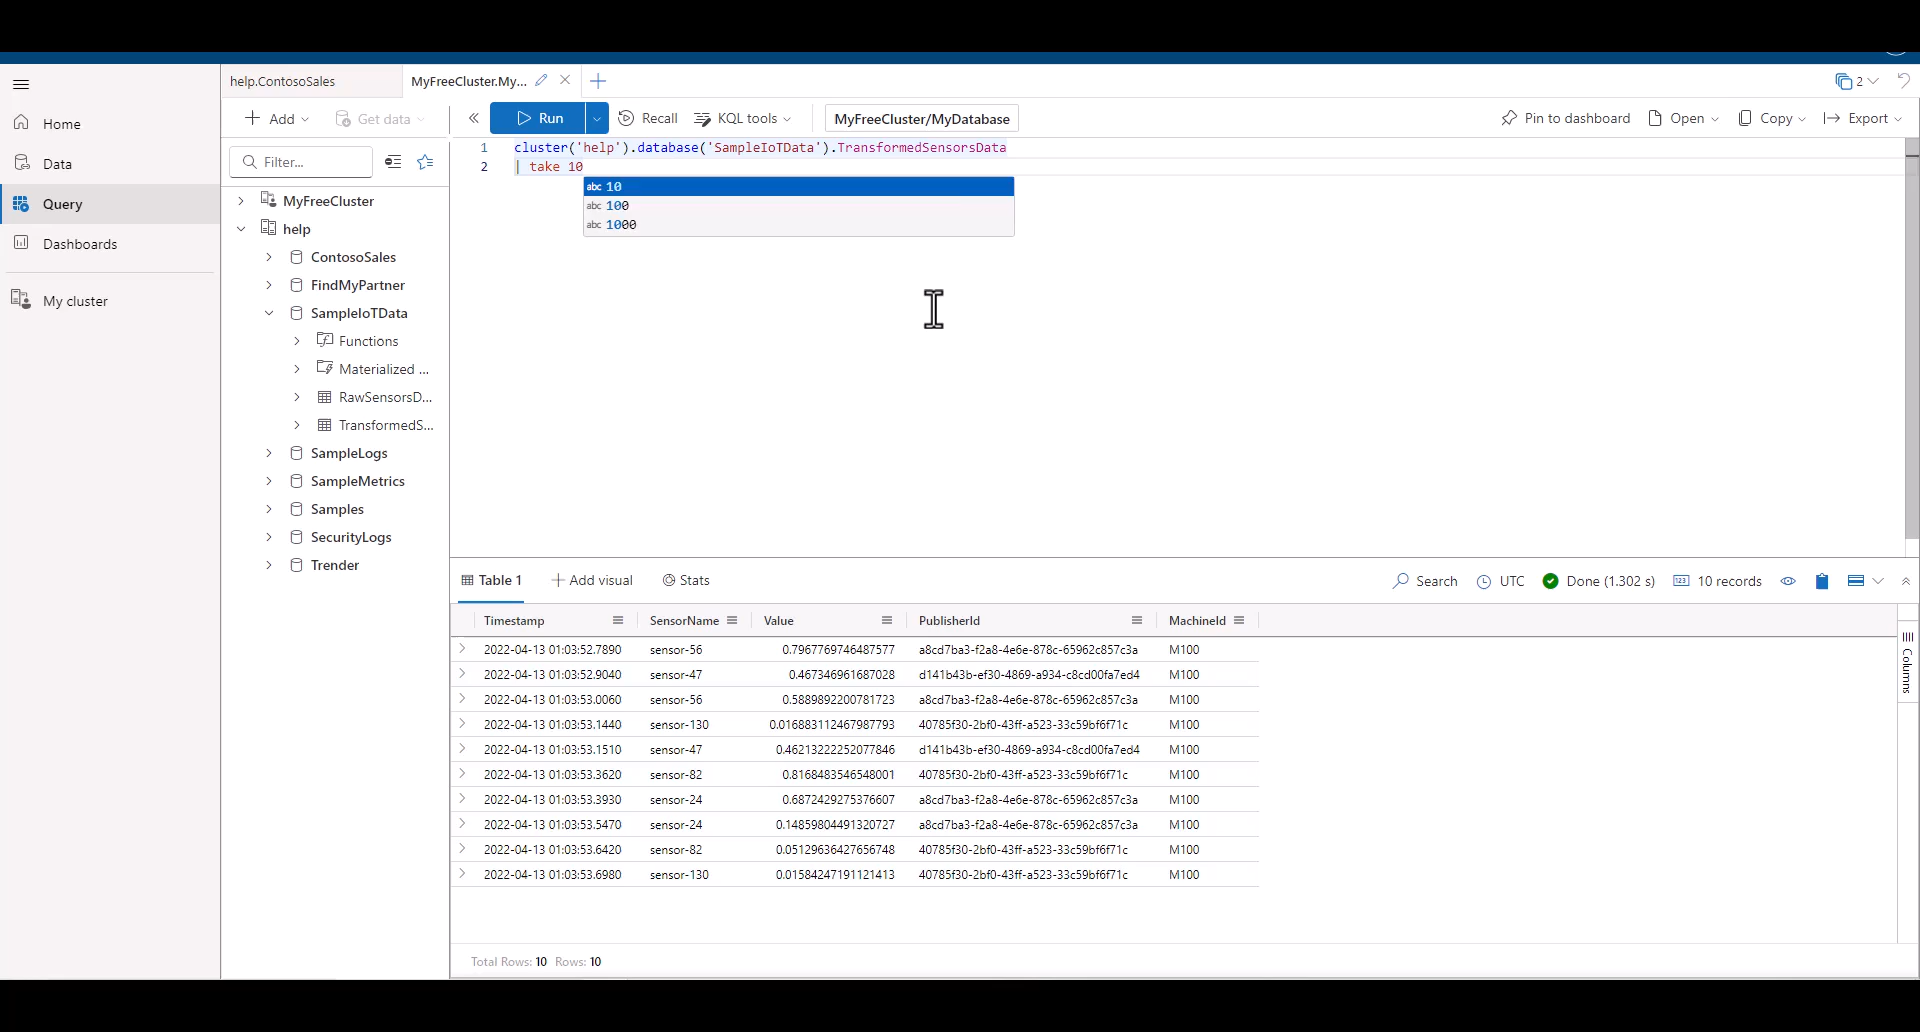 help.ContosoSales
MyFreeCluster.My...
2
Home
Data
Query
Dashboards
My cluster
Add
Get data
Run
Recall
KQL tools
MyFreeCluster/MyDatabase
Pin to dashboard
Open
Copy
Export
Filter...
MyFreeCluster
help
ContosoSales
FindMyPartner
SampleIoTData
Functions
Materialized ...
RawSensorsD...
TransformedS...
SampleLogs
SampleMetrics
Samples
SecurityLogs
Trender
1 cluster('help').database('SampleIoTData').TransformedSensorsData
2 | take 10
abc 10
abc 100
abc 1000
Table 1
Add visual
Stats
Search
UTC
Done (1.302 s)
123 10 records
Timestamp SensorName Value PublisherId MachineId
2022-04-13 01:03:52.7890 sensor-56 0.7967769746487577 a8cd7ba3-f2a8-4e6e-878c-65962c857c3a M100
2022-04-13 01:03:52.9040 sensor-47 0.467346961687028 d141b43b-ef30-4869-a934-c8cd00fa7ed4 M100
2022-04-13 01:03:53.0060 sensor-56 0.5889892200781723 a8cd7ba3-f2a8-4e6e-878c-65962c857c3a M100
2022-04-13 01:03:53.1440 sensor-130 0.016883112467987793 40785f30-2bf0-43ff-a523-33c59bf6f71c M100
2022-04-13 01:03:53.1510 sensor-47 0.46213222252077846 d141b43b-ef30-4869-a934-c8cd00fa7ed4 M100
2022-04-13 01:03:53.3620 sensor-82 0.8168483546548001 40785f30-2bf0-43ff-a523-33c59bf6f71c M100
2022-04-13 01:03:53.3930 sensor-24 0.6872429275376607 a8cd7ba3-f2a8-4e6e-878c-65962c857c3a M100
2022-04-13 01:03:53.5470 sensor-24 0.14859804491320727 a8cd7ba3-f2a8-4e6e-878c-65962c857c3a M100
2022-04-13 01:03:53.6420 sensor-82 0.05129636427656748 40785f30-2bf0-43ff-a523-33c59bf6f71c M100
2022-04-13 01:03:53.6980 sensor-130 0.01584247191121413 40785f30-2bf0-43ff-a523-33c59bf6f71c M100
Columns
Total Rows: 10 Rows: 10